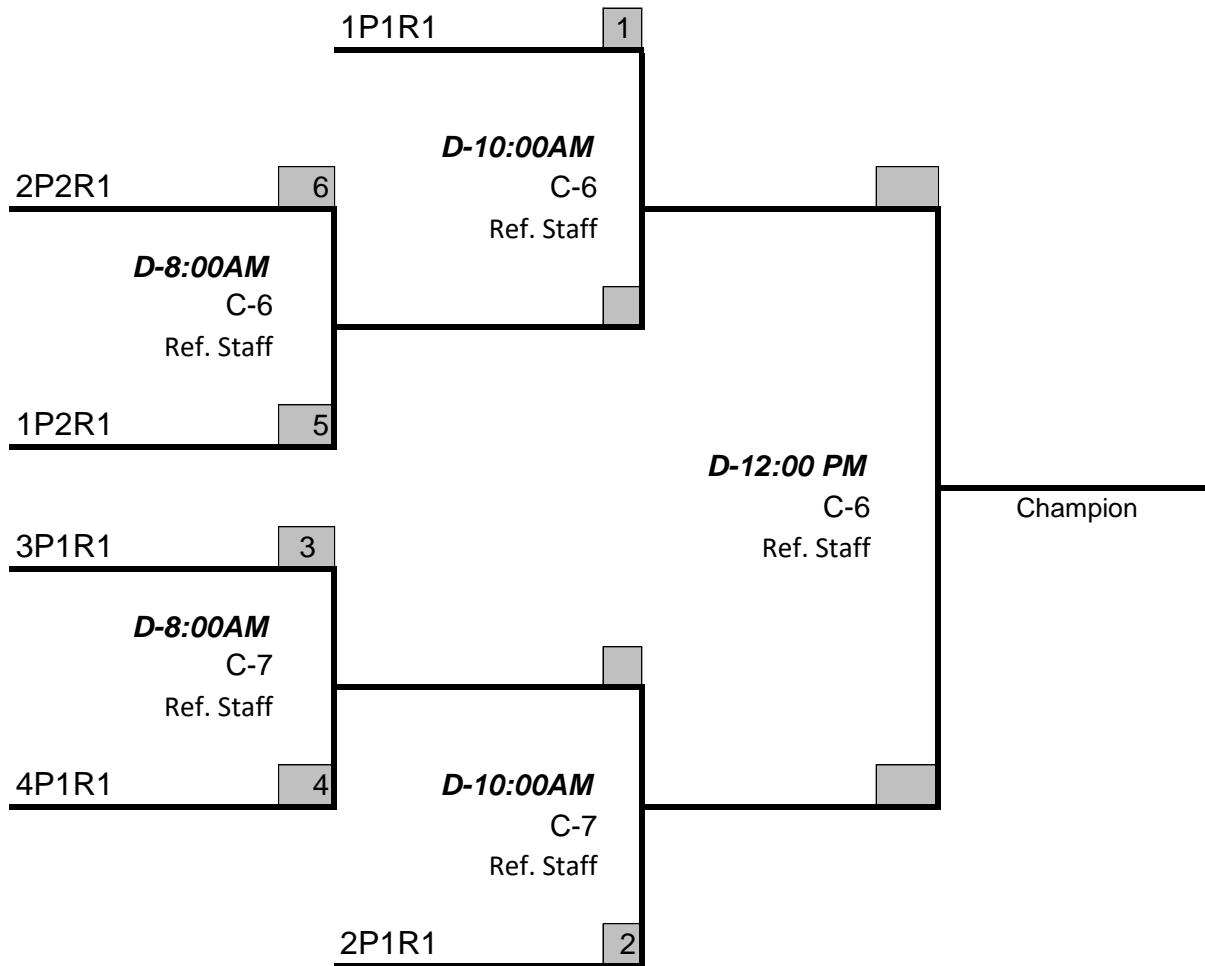 1P1R1 1
D-10:00AM
C-6
Ref. Staff
2P2R1 6
D-8:00AM
C-6
Ref. Staff
1P2R1 5
D-12:00 PM
C-6
Ref. Staff
Champion
3P1R1 3
D-8:00AM
C-7
Ref. Staff
4P1R1 4
D-10:00AM
C-7
Ref. Staff
2P1R1 2